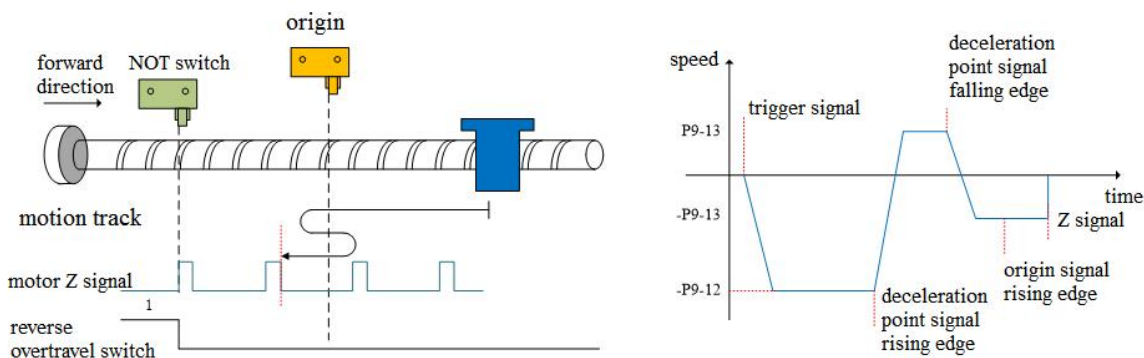 origin
forward
direction
NOT switch
motion track
motor Z signal
1
reverse
overtravel switch
speed
deceleration
point signal
falling edge
trigger signal
P9-13
time
-P9-13
Z signal
origin signal
rising edge
-P9-12
deceleration
point signal
rising edge